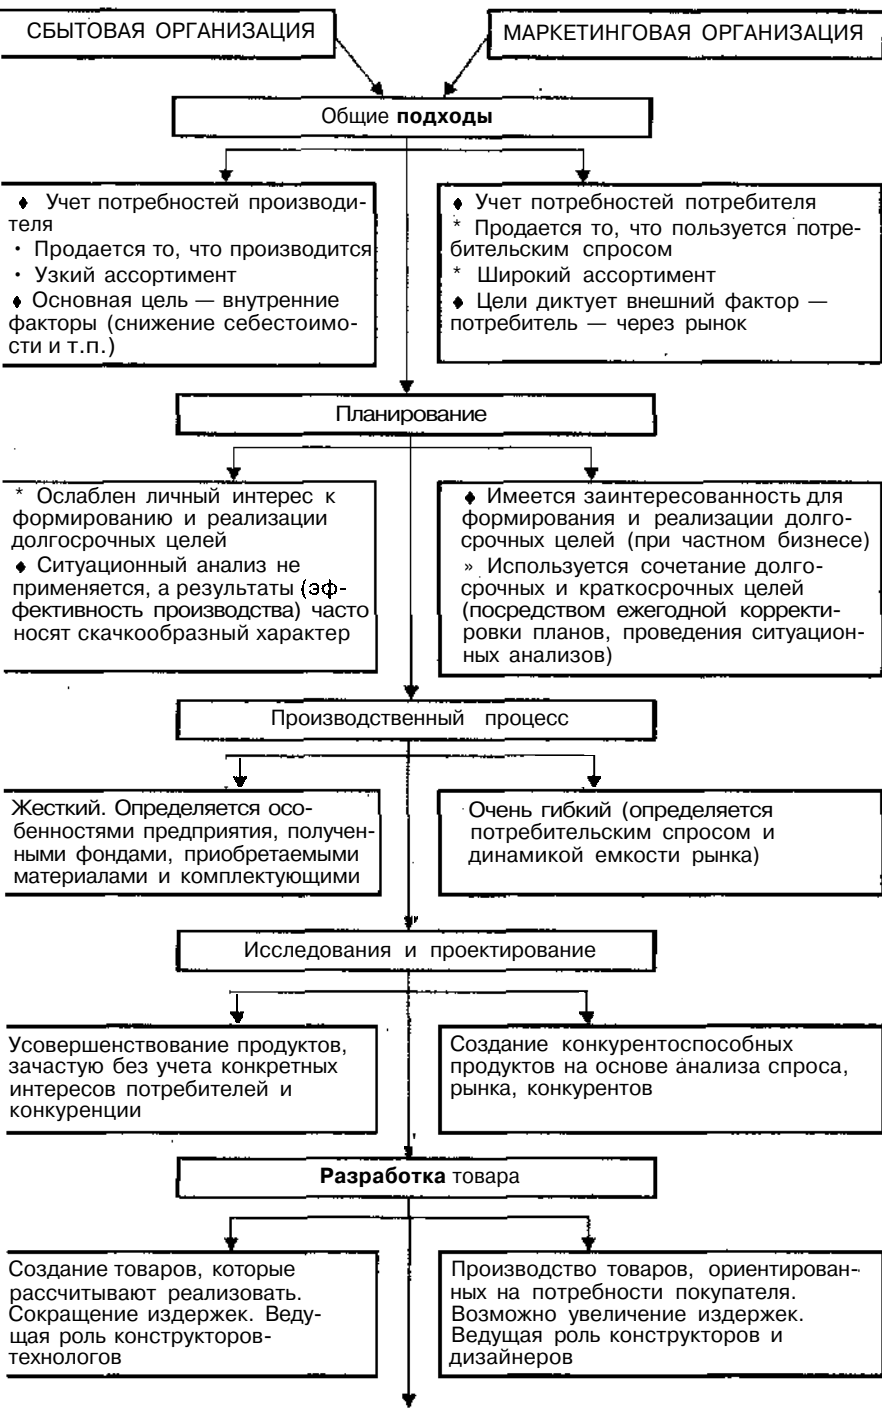 СБЫТОВАЯ ОРГАНИЗАЦИЯ
МАРКЕТИНГОВАЯ ОРГАНИЗАЦИЯ
Общие подходы
♦ Учет потребностей производи-
теля
• Продается то, что производится
• Узкий ассортимент
♦ Основная цель — внутренние
факторы (снижение себестоимо-
сти и т.п.)
♦ Учет потребностей потребителя
* Продается то, что пользуется потре-
бительским спросом
* Широкий ассортимент
♦ Цели диктует внешний фактор —
потребитель — через рынок
Планирование
* Ослаблен личный интерес к
формированию и реализации
долгосрочных целей
♦ Ситуационный анализ не
применяется, а результаты (эф-
фективность производства) часто
носят скачкообразный характер
♦ Имеется заинтересованность для
формирования и реализации долго-
срочных целей (при частном бизнесе)
» Используется сочетание долго-
срочных и краткосрочных целей
(посредством ежегодной корректи-
ровки планов, проведения ситуацион-
ных анализов)
Производственный процесс
Жесткий. Определяется осо-
бенностями предприятия, получен-
ными фондами, приобретаемыми
материалами и комплектующими
Очень гибкий (определяется
потребительским спросом и
динамикой емкости рынка)
Исследования и проектирование
Усовершенствование продуктов,
зачастую без учета конкретных
интересов потребителей и
конкуренции
Создание конкурентоспособных
продуктов на основе анализа спроса,
рынка, конкурентов
Разработка товара
Создание товаров, которые
рассчитывают реализовать.
Сокращение издержек. Веду-
щая роль конструкторов-
технологов
Производство товаров, ориентирован-
ных на потребности покупателя.
Возможно увеличение издержек.
Ведущая роль конструкторов и
дизайнеров